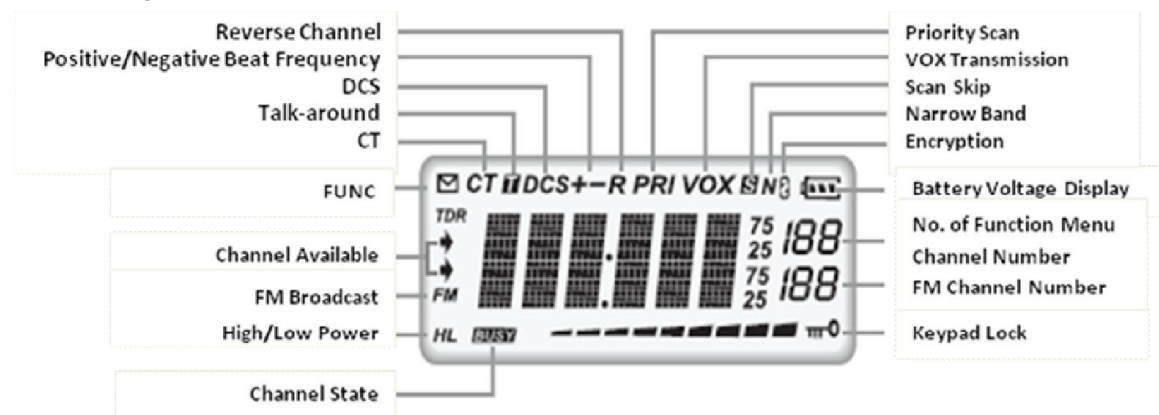 Reverse Channel
Positive/Negative Beat Frequency
DCS
Talk-around
CT
FUNC
Channel Available
FM Broadcast
High/Low Power
Channel State
Priority Scan
VOX Transmission
Scan Skip
Narrow Band
Encryption
Battery Voltage Display
No. of Function Menu
Channel Number
FM Channel Number
Keypad Lock
CT T DCS+-R PRI VOX S N
TDR
75
25
188
FM
75
25
188
HL BUSY